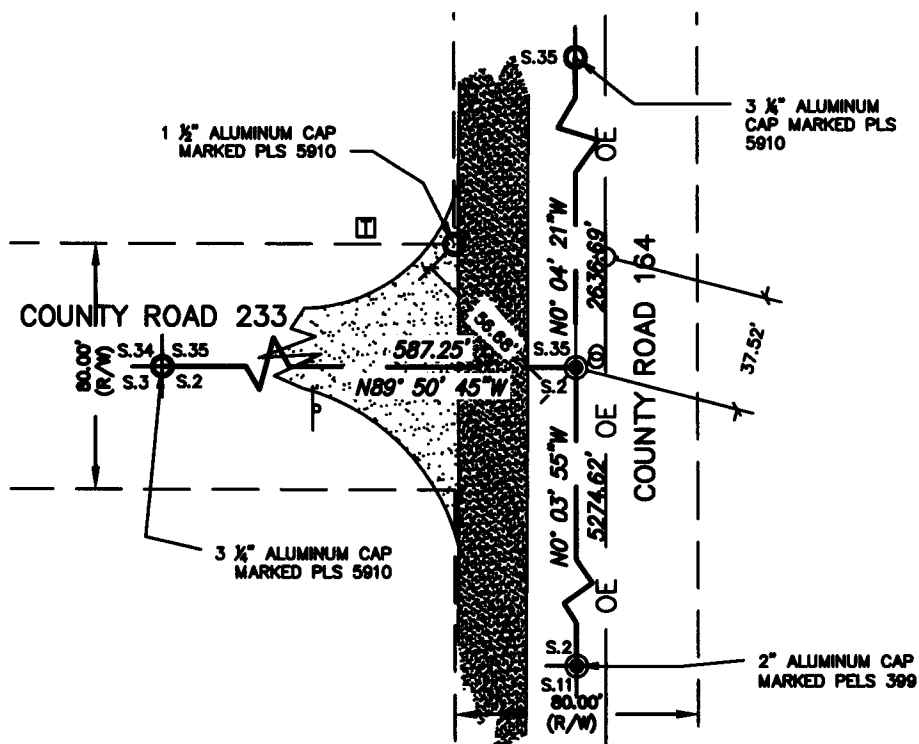 S.35
3 ¼" ALUMINUM
CAP MARKED PLS
5910
1 ½" ALUMINUM CAP
MARKED PLS 5910
OE
T
N0° 04' 21"W
2636.69'
COUNTY ROAD 164
COUNTY ROAD 233
56.68'
37.52'
80.00'
(R/W)
S.34 S.35
S.3 S.2
587.25'
N89° 50' 45"W
S.35
S.2
P
OE
N0° 03' 55"W
5274.62'
3 ¼" ALUMINUM CAP
MARKED PLS 5910
OE
S.2
S.11
2" ALUMINUM CAP
MARKED PELS 399
80.00'
(R/W)